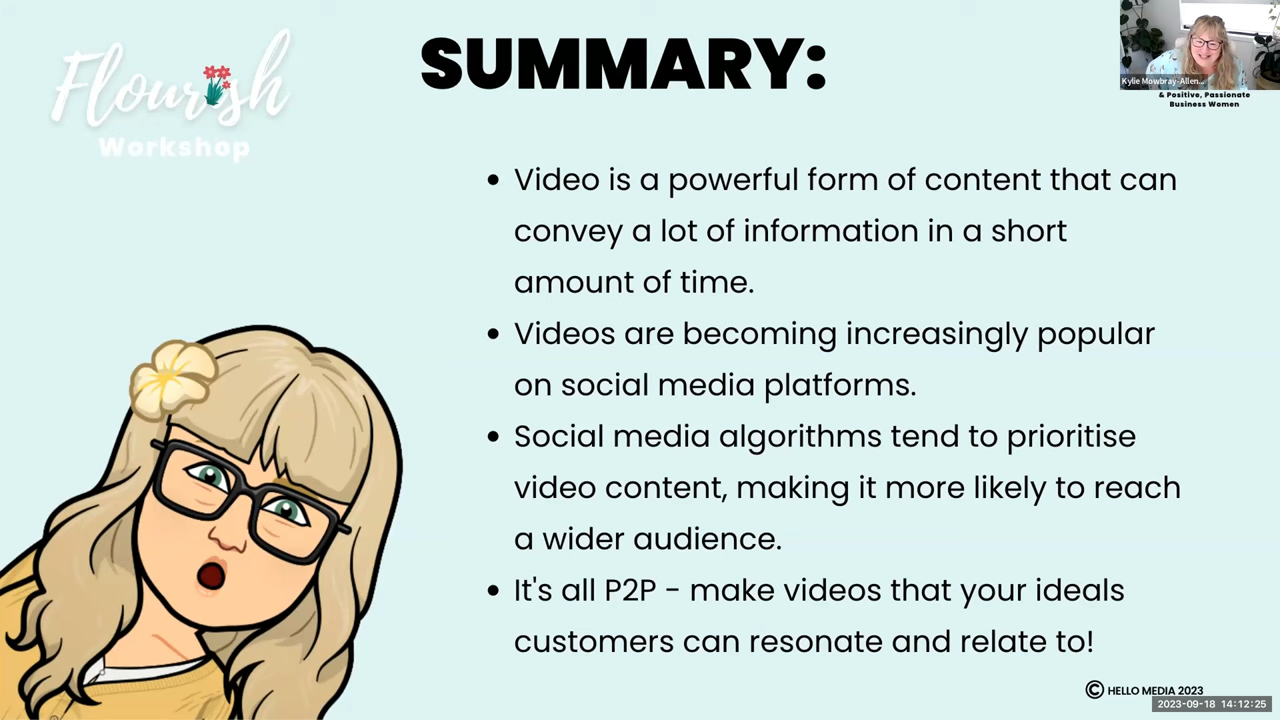 Flourish
Workshop
SUMMARY:
Kylie Mowbray-Allen...
& Positive, Passionate
Business Women
• Video is a powerful form of content that can
convey a lot of information in a short
amount of time.
• Videos are becoming increasingly popular
on social media platforms.
• Social media algorithms tend to prioritise
video content, making it more likely to reach
a wider audience.
• It's all P2P - make videos that your ideals
customers can resonate and relate to!
© HELLO MEDIA 2023
2023-09-18 14:12:25